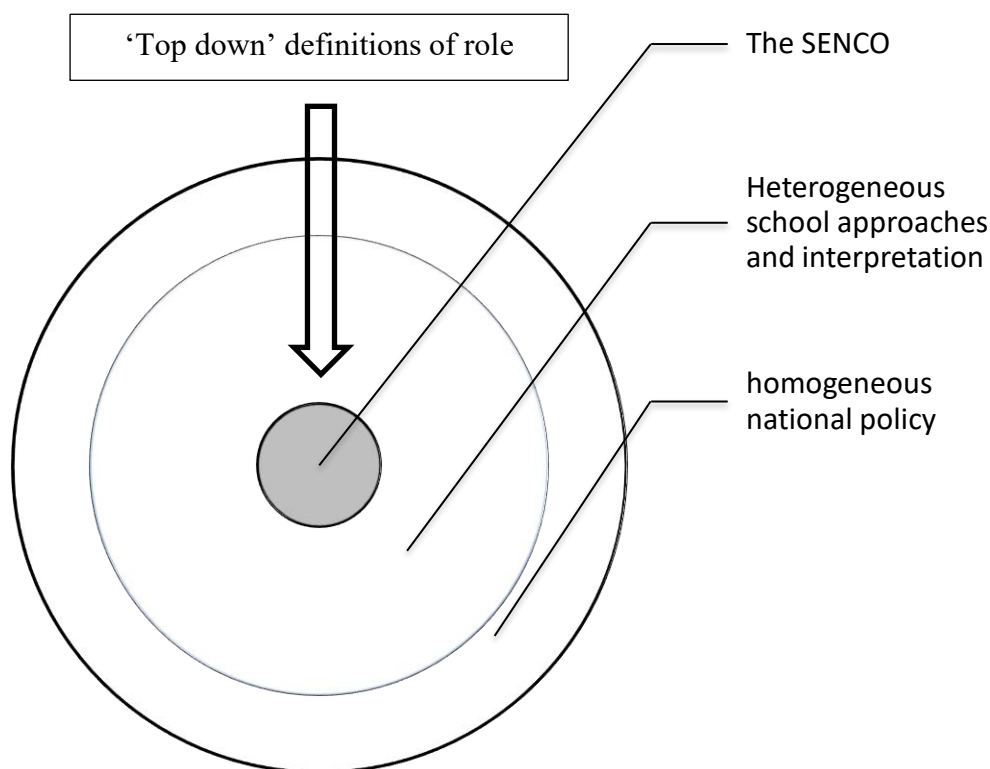 ‘Top down’ definitions of role
The SENCO
Heterogeneous
school approaches
and interpretation
homogeneous
national policy